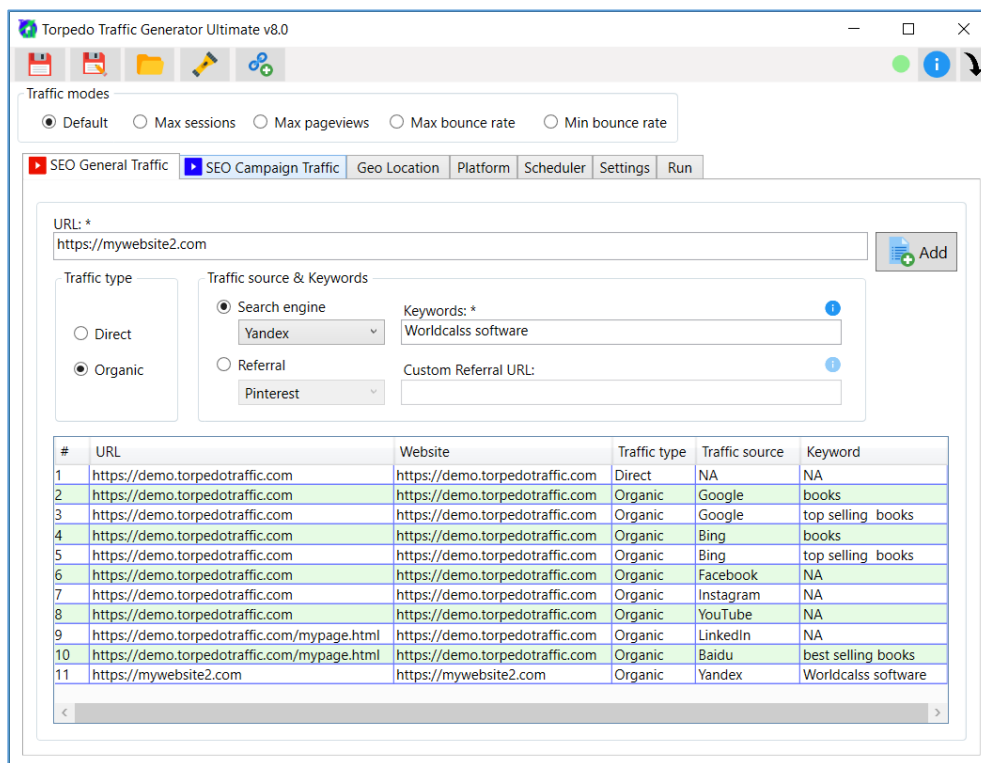 Torpedo Traffic Generator Ultimate v8.0
Traffic modes
Default Max sessions Max pageviews Max bounce rate Min bounce rate
SEO General Traffic SEO Campaign Traffic Geo Location Platform Scheduler Settings Run
URL: *
https://mywebsite2.com
Add
Traffic type
Direct
Organic
Traffic source & Keywords
Search engine
Yandex
Keywords: *
Worldcalss software
Referral
Pinterest
Custom Referral URL:
# URL Website Traffic type Traffic source Keyword
1 https://demo.torpedotraffic.com https://demo.torpedotraffic.com Direct NA NA
2 https://demo.torpedotraffic.com https://demo.torpedotraffic.com Organic Google books
3 https://demo.torpedotraffic.com https://demo.torpedotraffic.com Organic Google top selling books
4 https://demo.torpedotraffic.com https://demo.torpedotraffic.com Organic Bing books
5 https://demo.torpedotraffic.com https://demo.torpedotraffic.com Organic Bing top selling books
6 https://demo.torpedotraffic.com https://demo.torpedotraffic.com Organic Facebook NA
7 https://demo.torpedotraffic.com https://demo.torpedotraffic.com Organic Instagram NA
8 https://demo.torpedotraffic.com https://demo.torpedotraffic.com Organic YouTube NA
9 https://demo.torpedotraffic.com/mypage.html https://demo.torpedotraffic.com Organic LinkedIn NA
10 https://demo.torpedotraffic.com/mypage.html https://demo.torpedotraffic.com Organic Baidu best selling books
11 https://mywebsite2.com https://mywebsite2.com Organic Yandex Worldcalss software